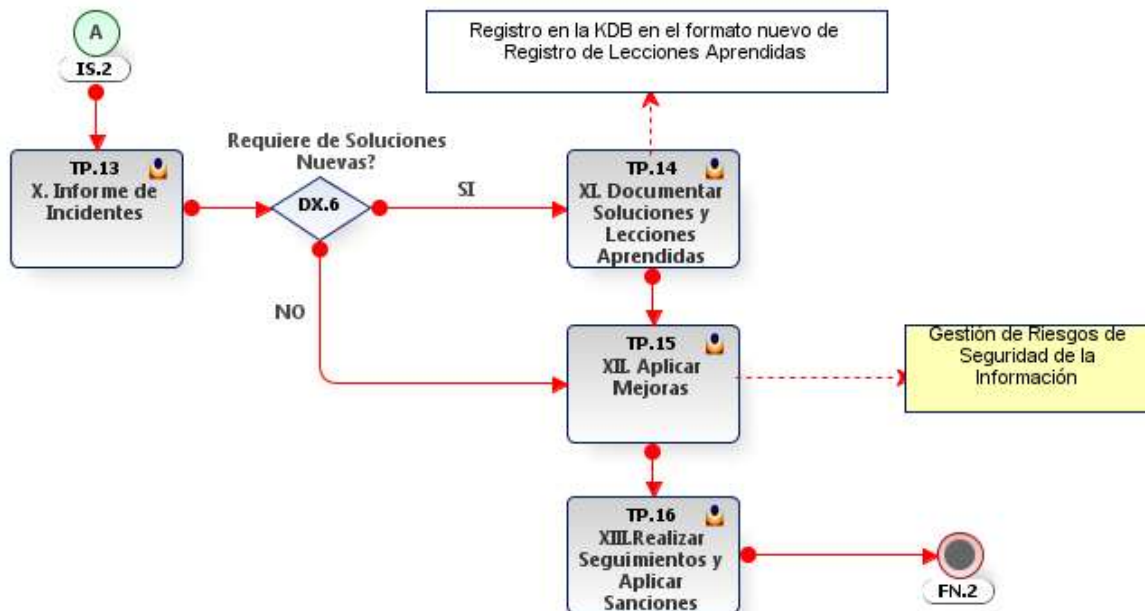 A
IS.2
Registro en la KDB en el formato nuevo de
Registro de Lecciones Aprendidas
TP.13
X. Informe de
Incidentes
Requiere de Soluciones
Nuevas?
DX.6
SI
NO
TP.14
XI. Documentar
Soluciones y
Lecciones
Aprendidas
TP.15
XII. Aplicar
Mejoras
Gestión de Riesgos de
Seguridad de la
Información
TP.16
XIII.Realizar
Seguimientos y
Aplicar
Sanciones
FN.2